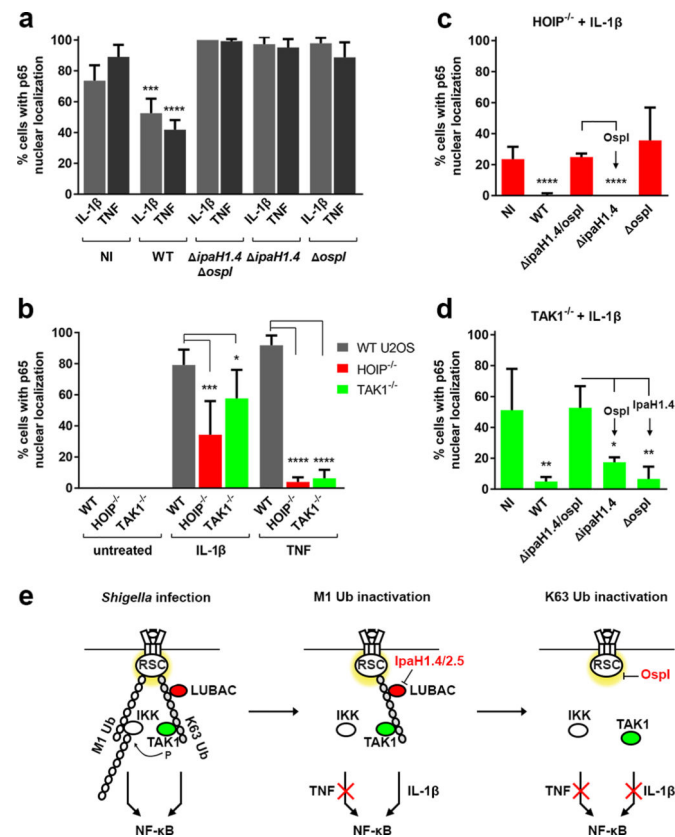 a
% cells with p65
nuclear localization
100
80
60
40
20
0
***
****
IL-1β
TNF
IL-1β
TNF
IL-1β
TNF
IL-1β
TNF
IL-1β
TNF
NI
WT
ΔipaH1.4
ΔospI
ΔipaH1.4
ΔospI
b
% cells with p65
nuclear localization
100
80
60
40
20
0
***
*
****
****
WT U2OS
HOIP-/-
TAK1-/-
WT
HOIP-/-
TAK1-/-
WT
HOIP-/-
TAK1-/-
WT
HOIP-/-
TAK1-/-
untreated
IL-1β
TNF
c
HOIP-/- + IL-1β
% cells with p65
nuclear localization
100
80
60
40
20
0
****
OspI
****
NI
WT
ΔipaH1.4/ospI
ΔipaH1.4
ΔospI
d
TAK1-/- + IL-1β
% cells with p65
nuclear localization
100
80
60
40
20
0
**
OspI
IpaH1.4
*
**
NI
WT
ΔipaH1.4/ospI
ΔipaH1.4
ΔospI
e
Shigella infection
RSC
LUBAC
IKK
M1 Ub
TAK1
K63 Ub
P
NF-κB
M1 Ub inactivation
RSC
IpaH1.4/2.5
LUBAC
IKK
TAK1
TNF
IL-1β
NF-κB
K63 Ub inactivation
RSC
OspI
IKK
TAK1
TNF
IL-1β
NF-κB